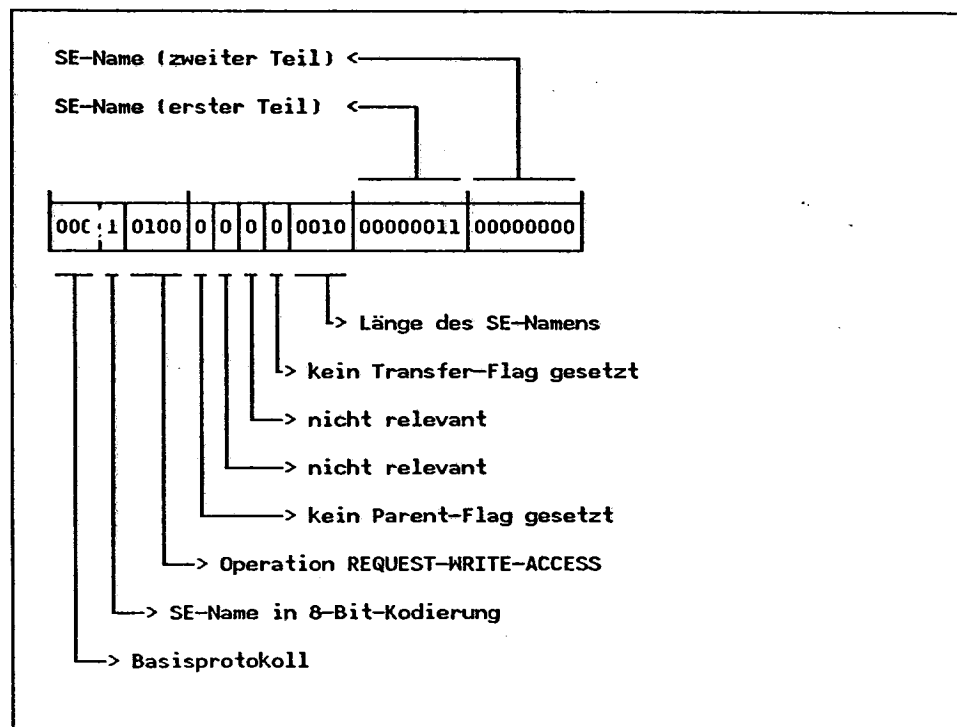 SE-Name (zweiter Teil) <
SE-Name (erster Teil) <
000 1 0100 0 0 0 0 0010 00000011 00000000
> Länge des SE-Namens
> kein Transfer-Flag gesetzt
> nicht relevant
> nicht relevant
> kein Parent-Flag gesetzt
> Operation REQUEST-WRITE-ACCESS
> SE-Name in 8-Bit-Kodierung
> Basisprotokoll